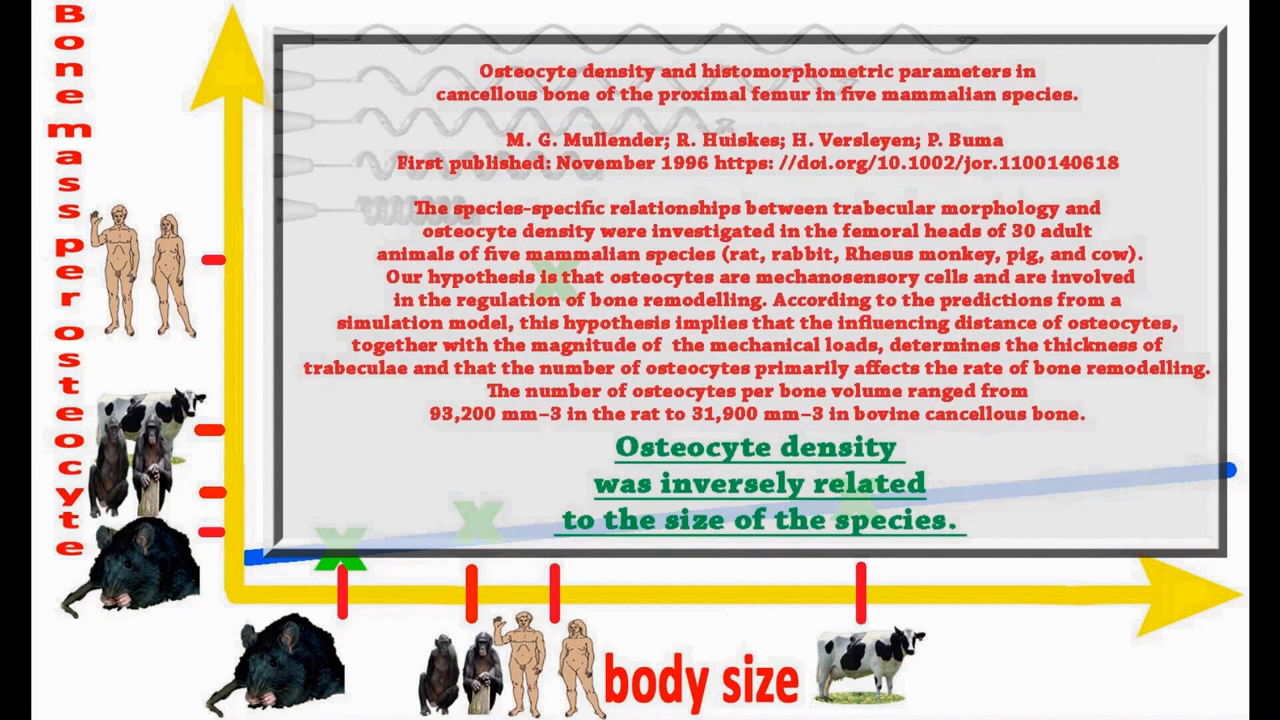 Bone mass per osteocyte
Osteocyte density and histomorphometric parameters in
cancellous bone of the proximal femur in five mammalian species.
M. G. Mullender; R. Huiskes; H. Versleyen; P. Buma
First published: November 1996 https: //doi.org/10.1002/jor.1100140618
The species-specific relationships between trabecular morphology and
osteocyte density were investigated in the femoral heads of 30 adult
animals of five mammalian species (rat, rabbit, Rhesus monkey, pig, and cow).
Our hypothesis is that osteocytes are mechanosensory cells and are involved
in the regulation of bone remodelling. According to the predictions from a
simulation model, this hypothesis implies that the influencing distance of osteocytes,
together with the magnitude of the mechanical loads, determines the thickness of
trabeculae and that the number of osteocytes primarily affects the rate of bone remodelling.
The number of osteocytes per bone volume ranged from
93,200 mm−3 in the rat to 31,900 mm−3 in bovine cancellous bone.
Osteocyte density
was inversely related
to the size of the species.
X
X
X
body size